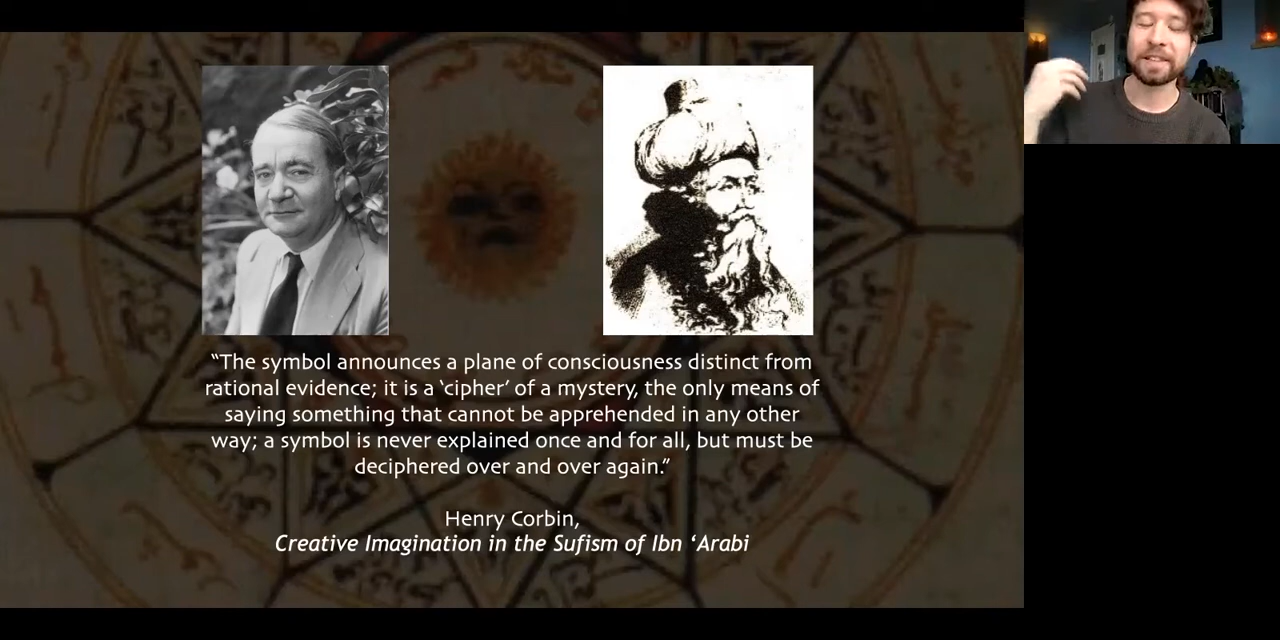 “The symbol announces a plane of consciousness distinct from
rational evidence; it is a ‘cipher’ of a mystery, the only means of
saying something that cannot be apprehended in any other
way; a symbol is never explained once and for all, but must be
deciphered over and over again.”
Henry Corbin,
Creative Imagination in the Sufism of Ibn ‘Arabi